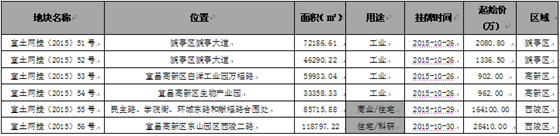 地块名称 位置 面积(㎡) 用途 挂牌时间 起始价(万) 区域
宜土网挂(2015)51号 猇亭区猇亭大道 72186.61 工业 2015-10-26 2080.80 猇亭区
宜土网挂(2015)52号 猇亭区猇亭大道 46290.22 工业 2015-10-26 1336.50 猇亭区
宜土网挂(2015)53号 宜昌高新区白洋工业园万福路 59933.04 工业 2015-10-26 902.00 高新区
宜土网挂(2015)54号 宜昌高新区生物产业园 33358.33 工业 2015-10-26 962.00 高新区
宜土网挂(2015)55号 民主路、学院街、环城东路和献福路合围处 85715.88 商业/住宅 2015-10-29 164100.00 西陵区
宜土网挂(2015)56号 宜昌高新区东山园区西陵二路 118797.22 住宅/科研 2015-10-30 28410.00 西陵区